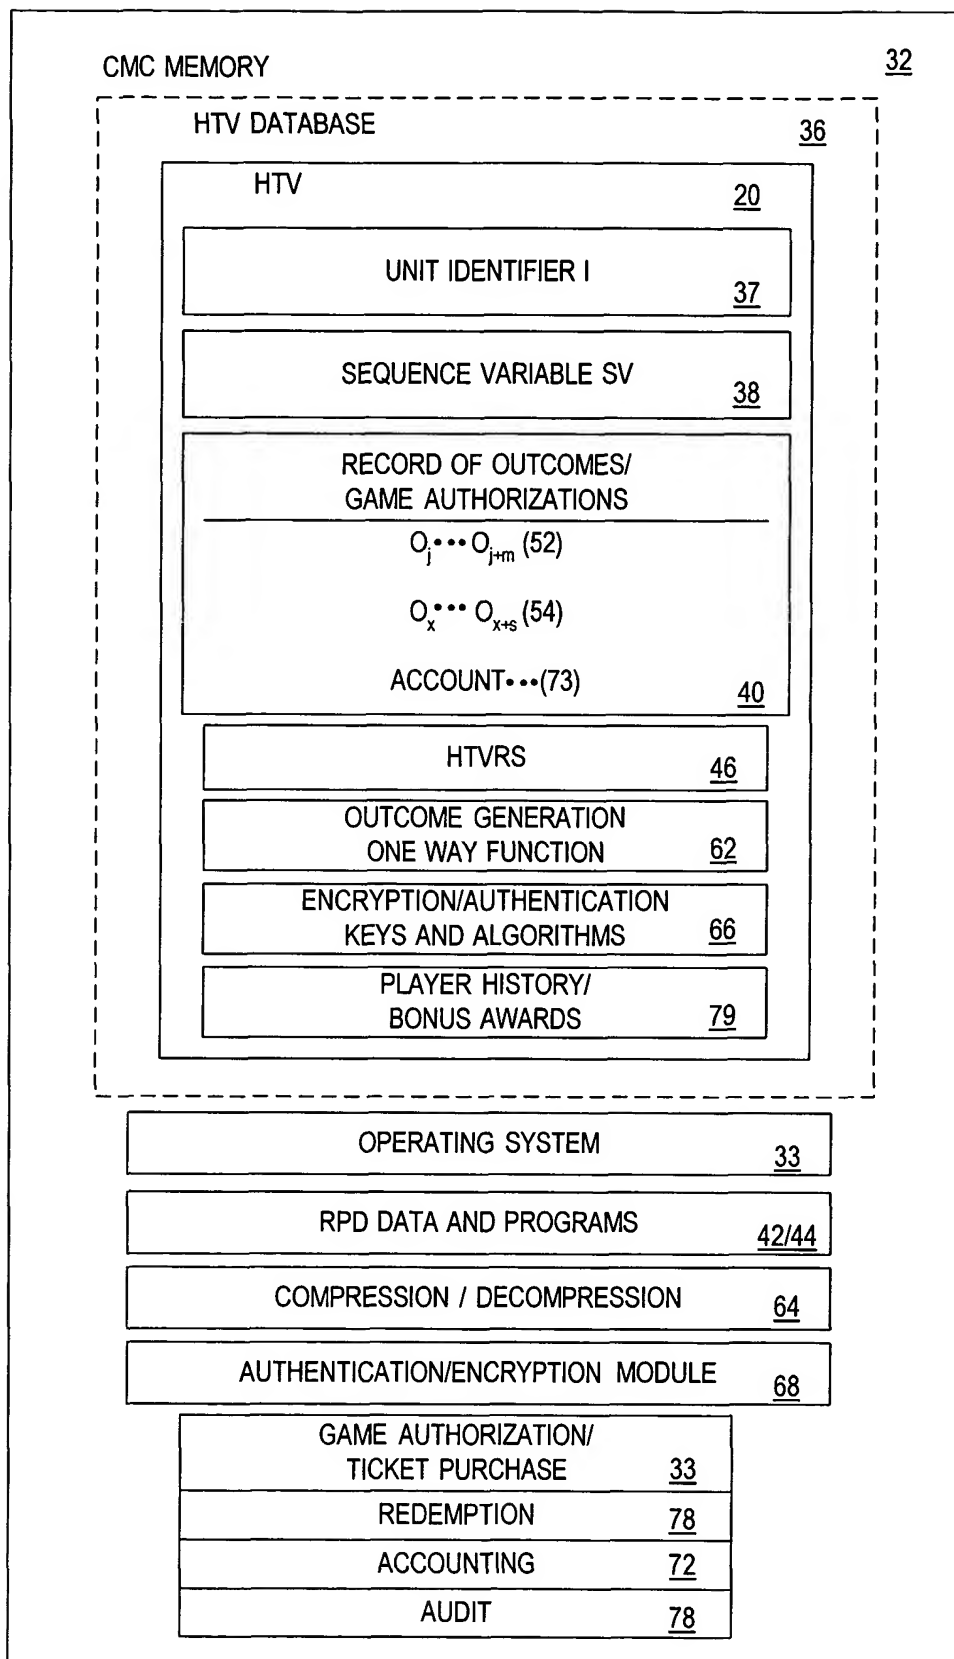 CMC MEMORY 32
HTV DATABASE 36
HTV 20
UNIT IDENTIFIER I 37
SEQUENCE VARIABLE SV 38
RECORD OF OUTCOMES/
GAME AUTHORIZATIONS
Oj••• Oj+m (52)
Ox••• Ox+s (54)
ACCOUNT•••(73) 40
HTVRS 46
OUTCOME GENERATION
ONE WAY FUNCTION 62
ENCRYPTION/AUTHENTICATION
KEYS AND ALGORITHMS 66
PLAYER HISTORY/
BONUS AWARDS 79
OPERATING SYSTEM 33
RPD DATA AND PROGRAMS 42/44
COMPRESSION / DECOMPRESSION 64
AUTHENTICATION/ENCRYPTION MODULE 68
GAME AUTHORIZATION/
TICKET PURCHASE 33
REDEMPTION 78
ACCOUNTING 72
AUDIT 78